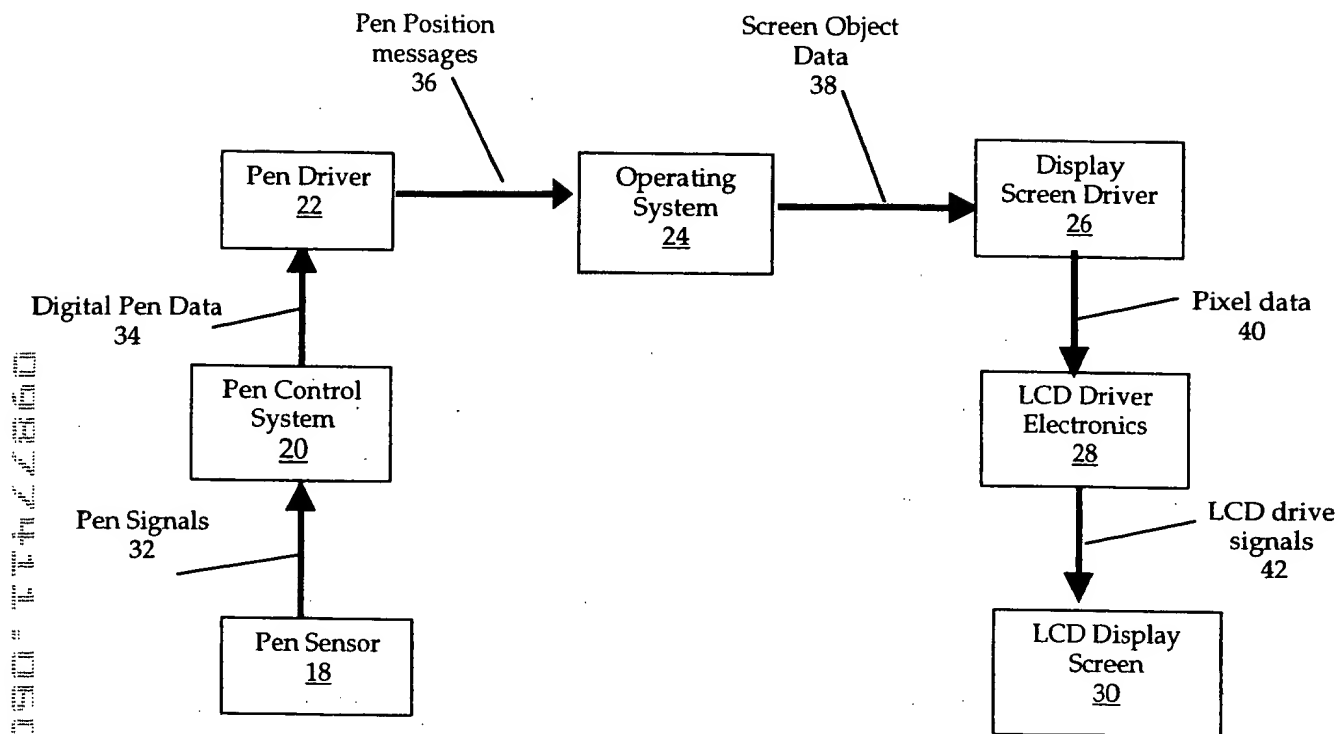 Pen Position
messages
36
Screen Object
Data
38
Pen Driver
22
Operating
System
24
Display
Screen Driver
26
Digital Pen Data
34
Pixel data
40
Pen Control
System
20
LCD Driver
Electronics
28
Pen Signals
32
LCD drive
signals
42
Pen Sensor
18
LCD Display
Screen
30